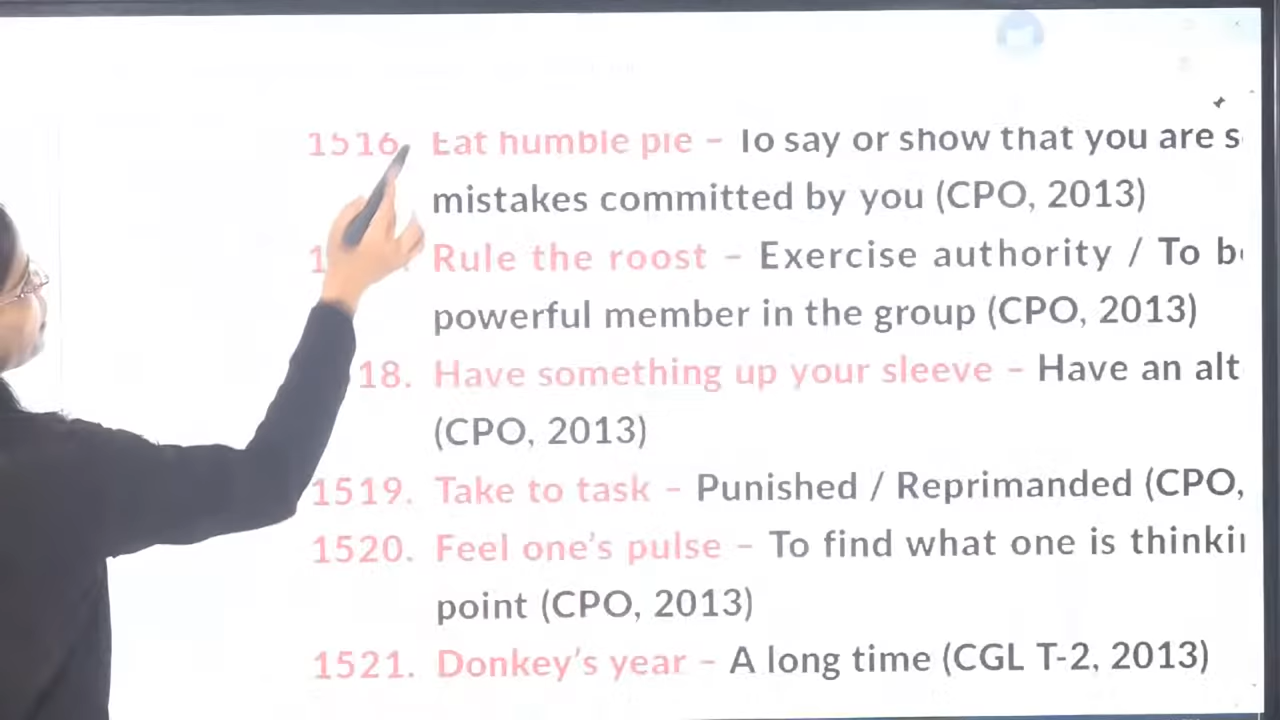 1516. Eat humble pie – To say or show that you are s
mistakes committed by you (CPO, 2013)
1 Rule the roost – Exercise authority / To b
powerful member in the group (CPO, 2013)
18. Have something up your sleeve – Have an alt
(CPO, 2013)
1519. Take to task – Punished / Reprimanded (CPO,
1520. Feel one's pulse – To find what one is thinkin
point (CPO, 2013)
1521. Donkey's year – A long time (CGL T-2, 2013)